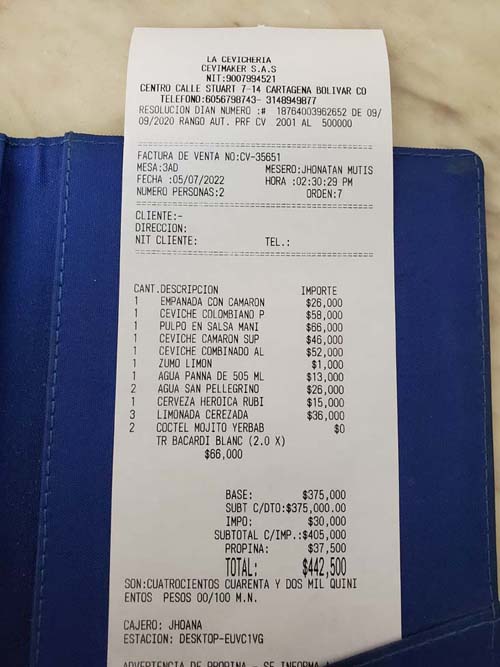 LA CEVICHERIA
CEVIMAKER S.A.S
NIT:9007994521
CENTRO CALLE STUART 7-14 CARTAGENA BOLIVAR CO
TELEFONO:6056798743- 3148949877
RESOLUCION DIAN NUMERO :# 18764003962652 DE 09/
09/2020 RANGO AUT. PRF CV 2001 AL 500000
FACTURA DE VENTA NO:CV-35651
MESA:3AD MESERO:JHONATAN MUTIS
FECHA :05/07/2022 HORA :02:30:29 PM
NUMERO PERSONAS:2 ORDEN:7
CLIENTE:-
DIRECCION:
NIT CLIENTE: TEL.:
CANT.DESCRIPCION IMPORTE
1 EMPANADA CON CAMARON $26,000
1 CEVICHE COLOMBIANO P $58,000
1 PULPO EN SALSA MANI $66,000
1 CEVICHE CAMARON SUP $46,000
1 CEVICHE COMBINADO AL $52,000
1 ZUMO LIMON $1,000
1 AGUA PANNA DE 505 ML $13,000
2 AGUA SAN PELLEGRINO $26,000
1 CERVEZA HEROICA RUBI $15,000
3 LIMONADA CEREZADA $36,000
2 COCTEL MOJITO YERBAB $0
TR BACARDI BLANC (2.0 X)
$66,000
BASE: $375,000
SUBT C/DTO:$375,000.00
IMPO: $30,000
SUBTOTAL C/IMP.:$405,000
PROPINA: $37,500
TOTAL: $442,500
SON:CUATROCIENTOS CUARENTA Y DOS MIL QUINI
ENTOS PESOS 00/100 M.N.
CAJERO: JHOANA
ESTACION: DESKTOP-EUVC1VG
ADVERTENCIA DE PROPINA - SE INFORMA A